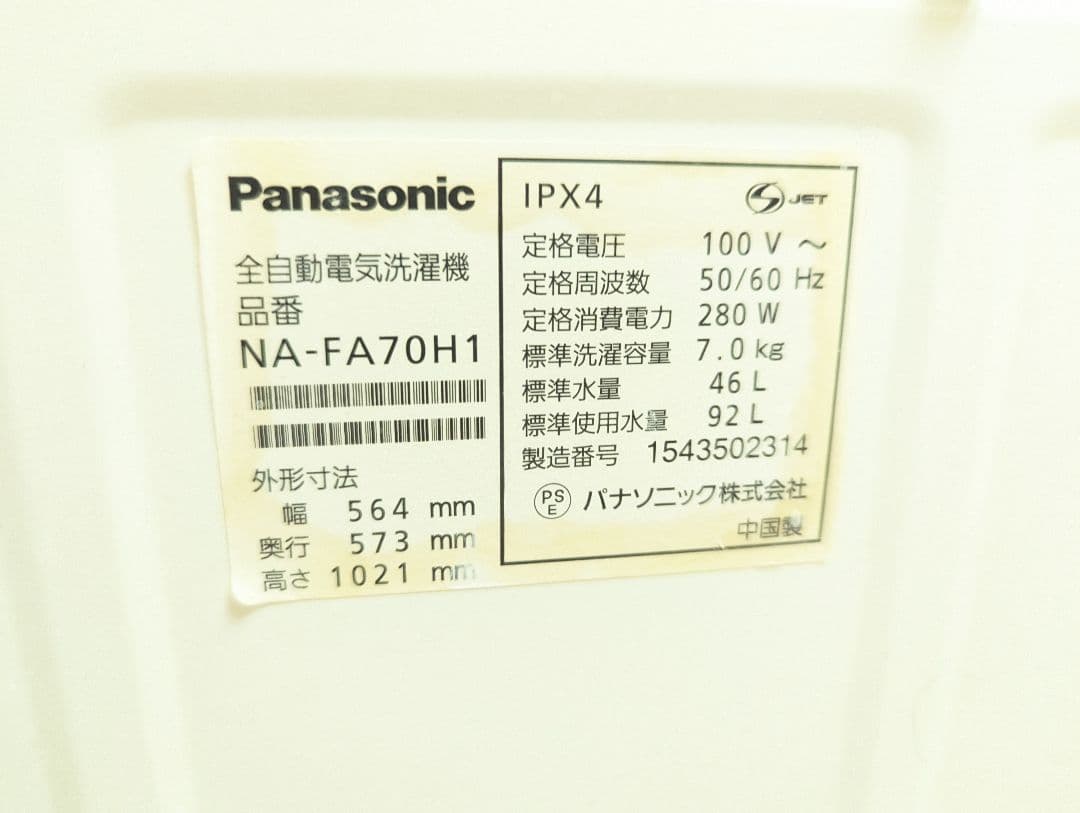 Panasonic
全自動電気洗濯機
品番
NA-FA70H1
外形寸法
幅 564 mm
奥行 573 mm
高さ 1021 mm
IPX4
S JET
定格電圧 100 V ～
定格周波数 50/60 Hz
定格消費電力 280 W
標準洗濯容量 7.0 kg
標準水量 46 L
標準使用水量 92 L
製造番号 1543502314
PS E パナソニック株式会社
中国製